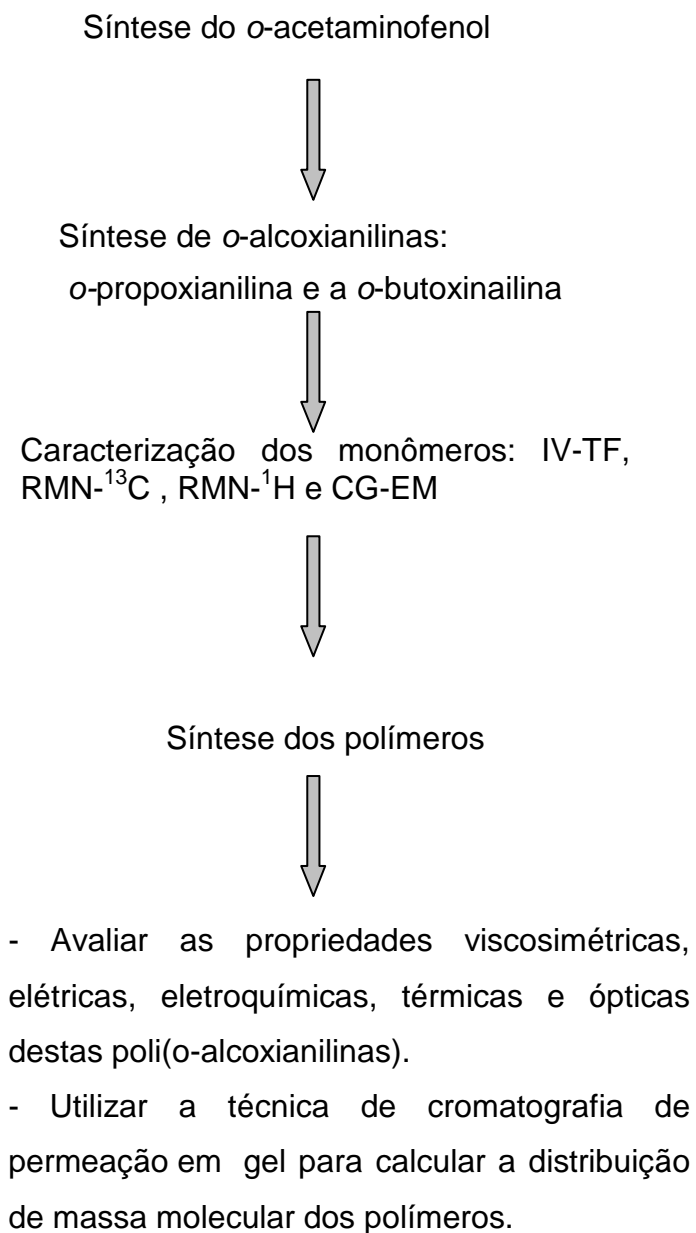 Síntese do o-acetaminofenol
Síntese de o-alcoxianilinas:
o-propoxianilina e a o-butoxinailina
Caracterização dos monômeros: IV-TF,
RMN-¹³C , RMN-¹H e CG-EM
Síntese dos polímeros
- Avaliar as propriedades viscosimétricas,
elétricas, eletroquímicas, térmicas e ópticas
destas poli(o-alcoxianilinas).
- Utilizar a técnica de cromatografia de
permeação em gel para calcular a distribuição
de massa molecular dos polímeros.